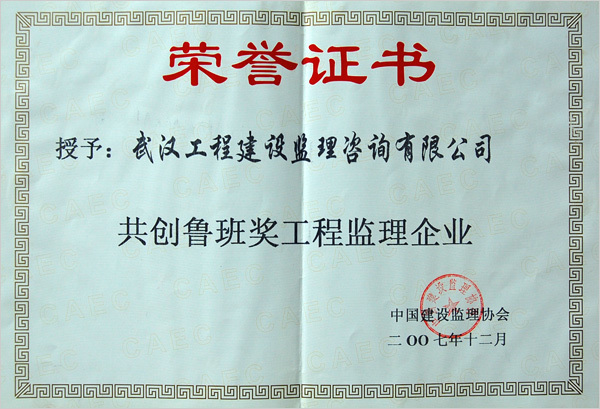 荣誉证书
授予：武汉工程建设监理咨询有限公司
共创鲁班奖工程监理企业
中国建设监理协会
二OO七年十二月